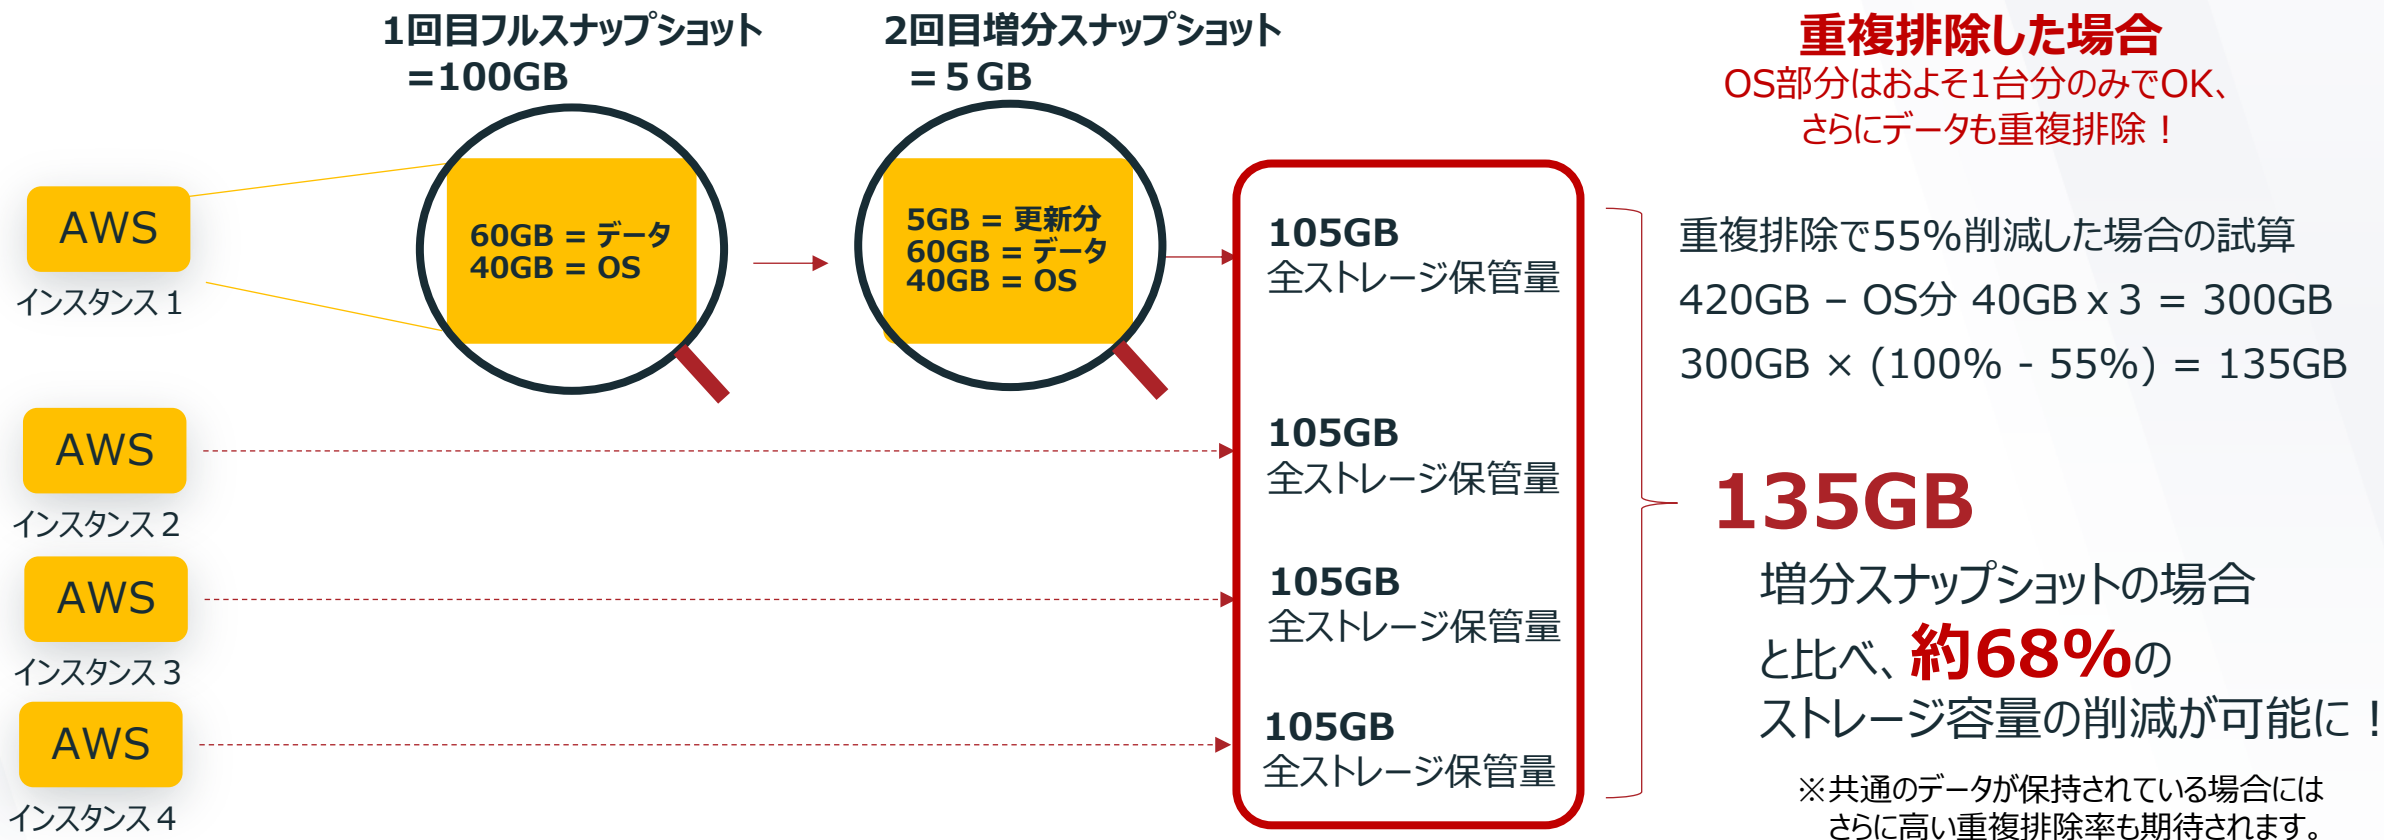 1回目フルスナップショット
=100GB
2回目増分スナップショット
=５GB
重複排除した場合
OS部分はおよそ1台分のみでOK、
さらにデータも重複排除！
AWS
インスタンス１
60GB = データ
40GB = OS
5GB = 更新分
60GB = データ
40GB = OS
105GB
全ストレージ保管量
重複排除で55%削減した場合の試算
420GB – OS分 40GB x 3 = 300GB
300GB × (100% - 55%) = 135GB
AWS
インスタンス２
105GB
全ストレージ保管量
AWS
インスタンス３
105GB
全ストレージ保管量
AWS
インスタンス４
105GB
全ストレージ保管量
135GB
増分スナップショットの場合
と比べ、約68%の
ストレージ容量の削減が可能に！
※共通のデータが保持されている場合には
さらに高い重複排除率も期待されます。